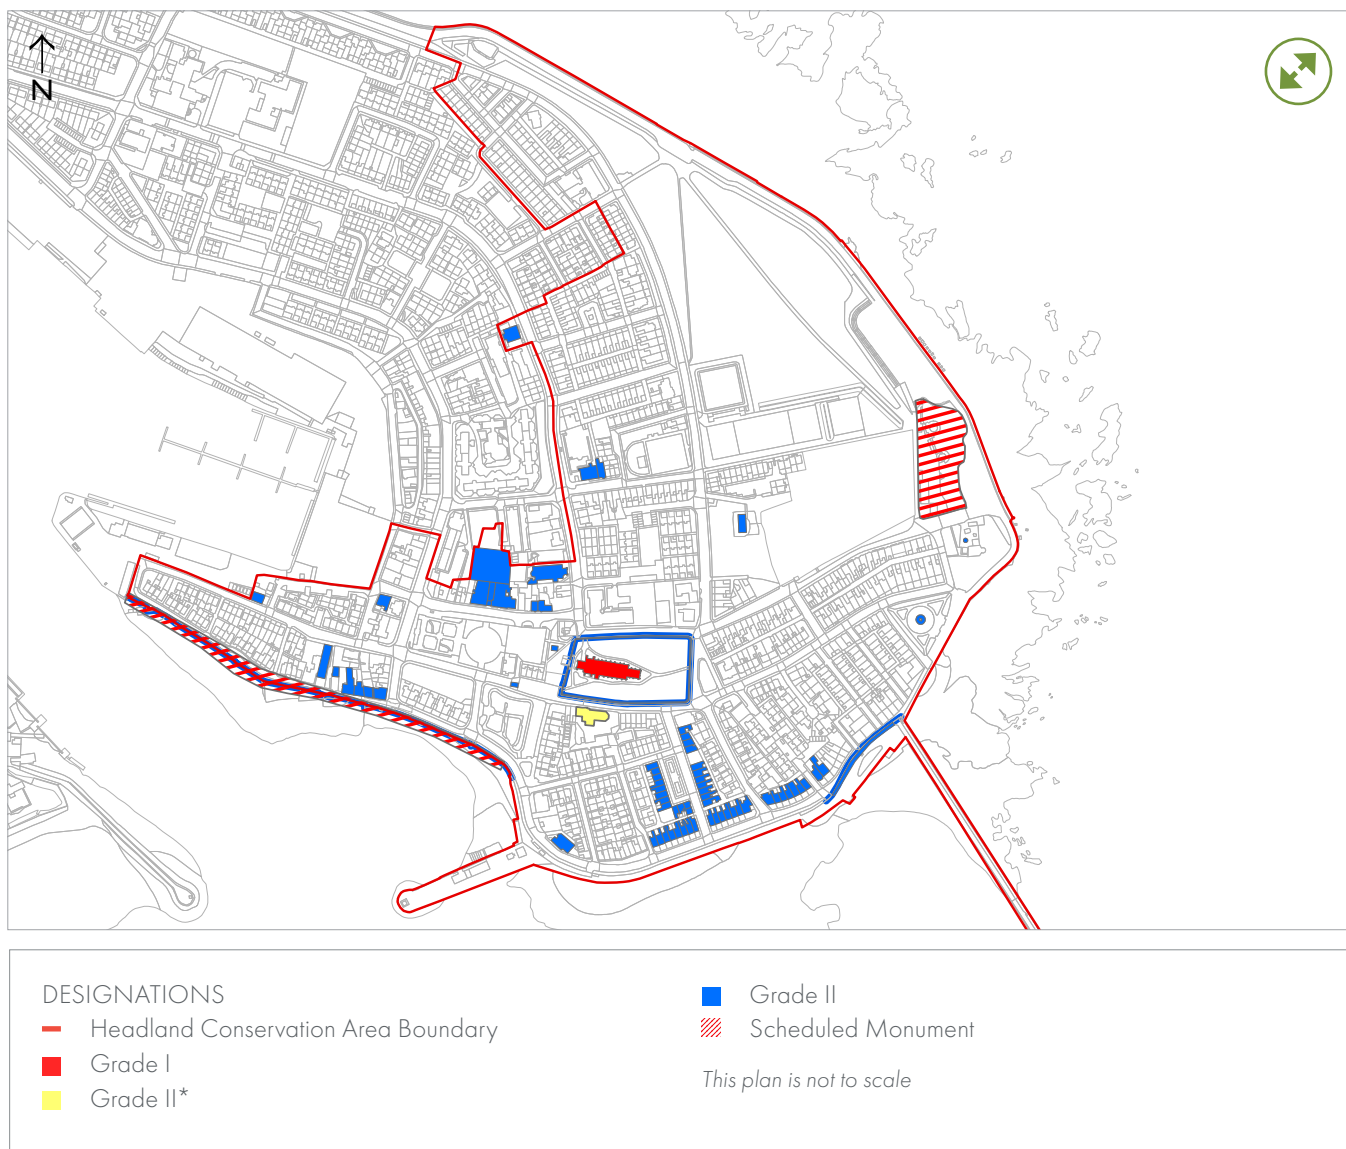 N
DESIGNATIONS
Headland Conservation Area Boundary
Grade I
Grade II*
Grade II
Scheduled Monument
This plan is not to scale